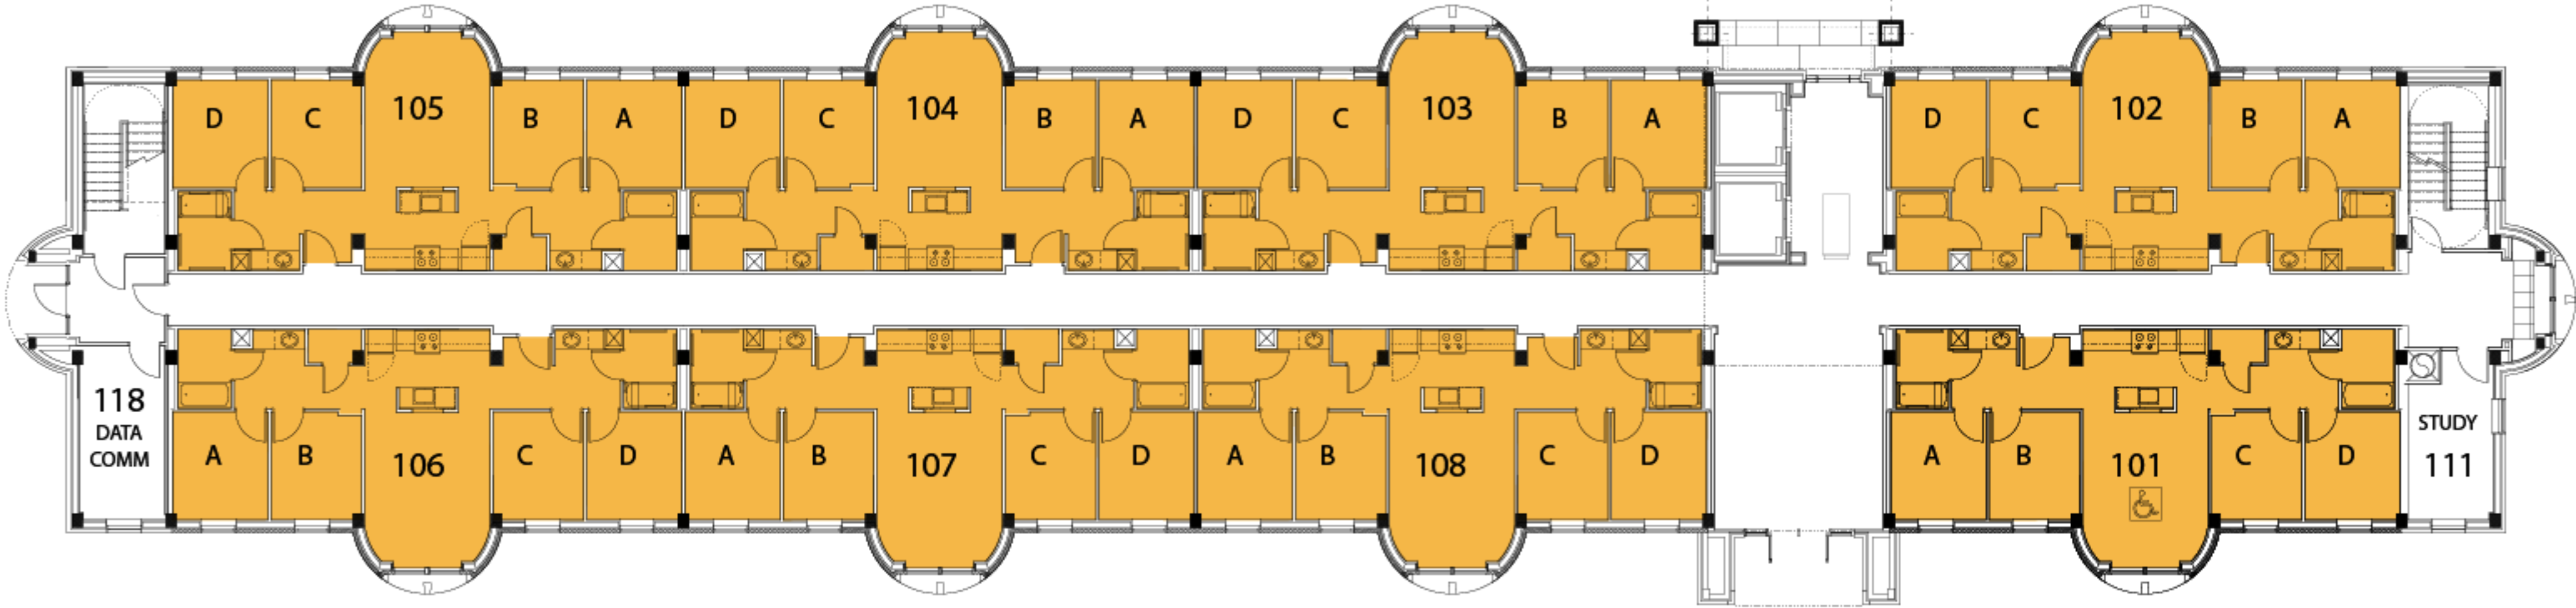 D C 105 B A D C 104 B A D C 103 B A D C 102 B A
118
DATA
COMM
A B 106 C D A B 107 C D A B 108 C D A B 101 C D
STUDY
111